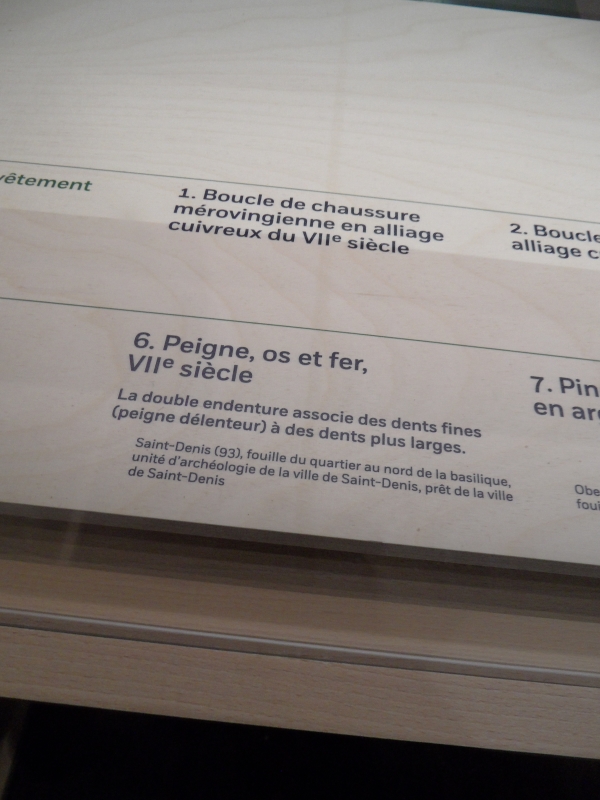 vêtement
1. Boucle de chaussure
mérovingienne en alliage
cuivreux du VIIe siècle
2. Boucle
alliage
6. Peigne, os et fer,
VIIe siècle
La double endenture associe des dents fines
(peigne délenteur) à des dents plus larges.
Saint-Denis (93), fouille du quartier au nord de la basilique,
unité d'archéologie de la ville de Saint-Denis, prêt de la ville
de Saint-Denis
7. Pin
en
Obe
foui